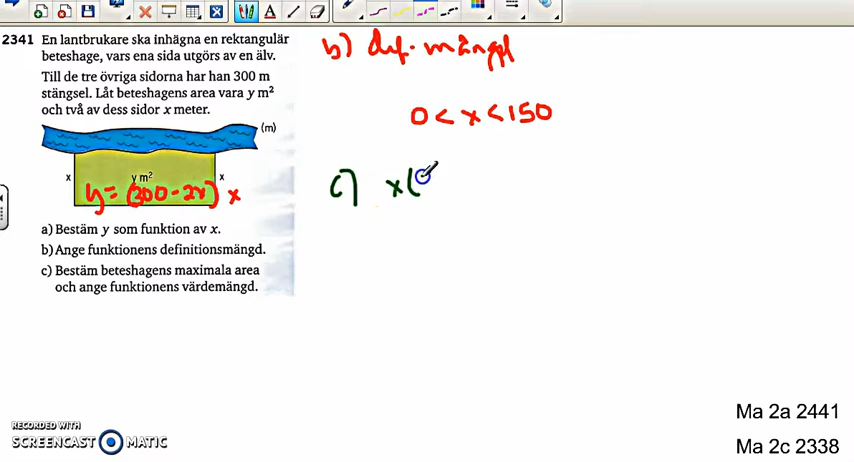 2341 En lantbrukare ska inhägna en rektangulär
beteshage, vars ena sida utgörs av en älv.
Till de tre övriga sidorna har han 300 m
stängsel. Låt beteshagens area vara y m²
och två av dess sidor x meter.
(m)
x y m² x
y = (300 - 2x) x
a) Bestäm y som funktion av x.
b) Ange funktionens definitionsmängd.
c) Bestäm beteshagens maximala area
och ange funktionens värdemängd.
b) def. mängd
0 < x < 150
c) x(
Ma 2a 2441
Ma 2c 2338
RECORDED WITH
SCREENCAST MATIC